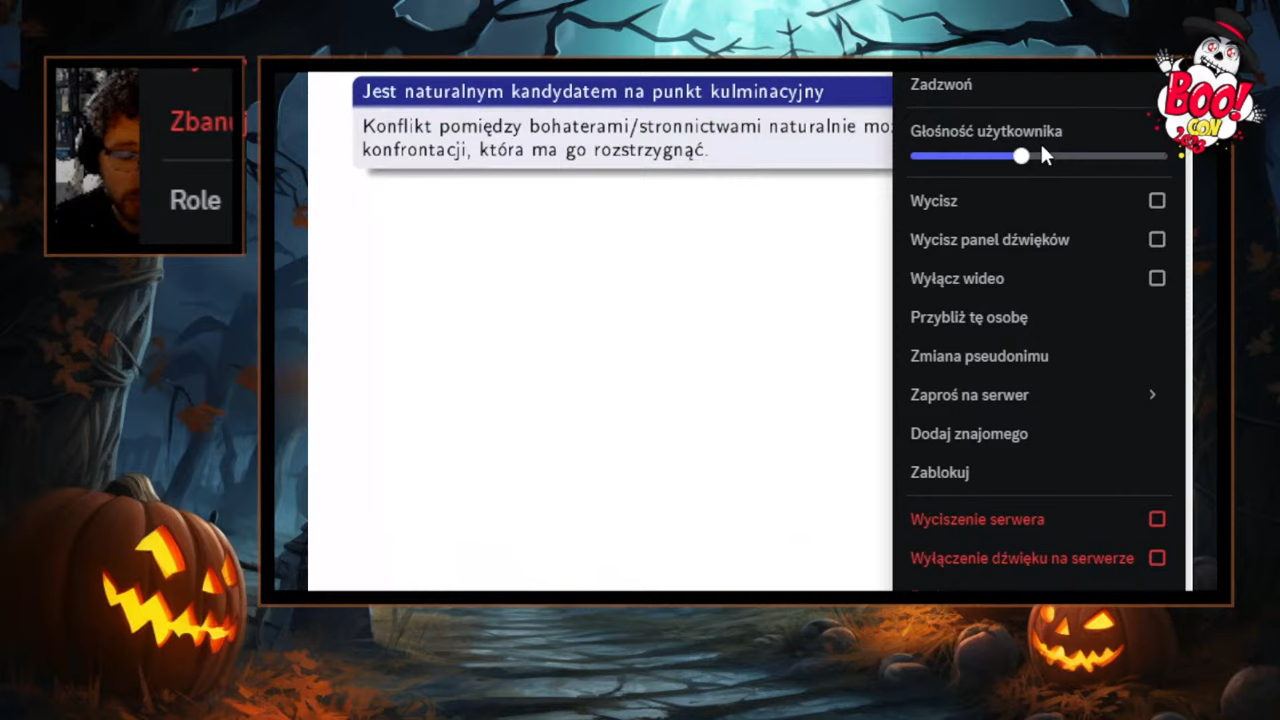 Zbanuj
Role
Jest naturalnym kandydatem na punkt kulminacyjny
Konflikt pomiędzy bohaterami/stronnictwami naturalnie
konfrontacji, która ma go rozstrzygnąć.
Zadzwoń
Głośność użytkownika
Wycisz
Wycisz panel dźwięków
Wyłącz wideo
Przybliż tę osobę
Zmiana pseudonimu
Zaproś na serwer
Dodaj znajomego
Zablokuj
Wyciszenie serwera
Wyłączenie dźwięku na serwerze
BOO!
CON
2023